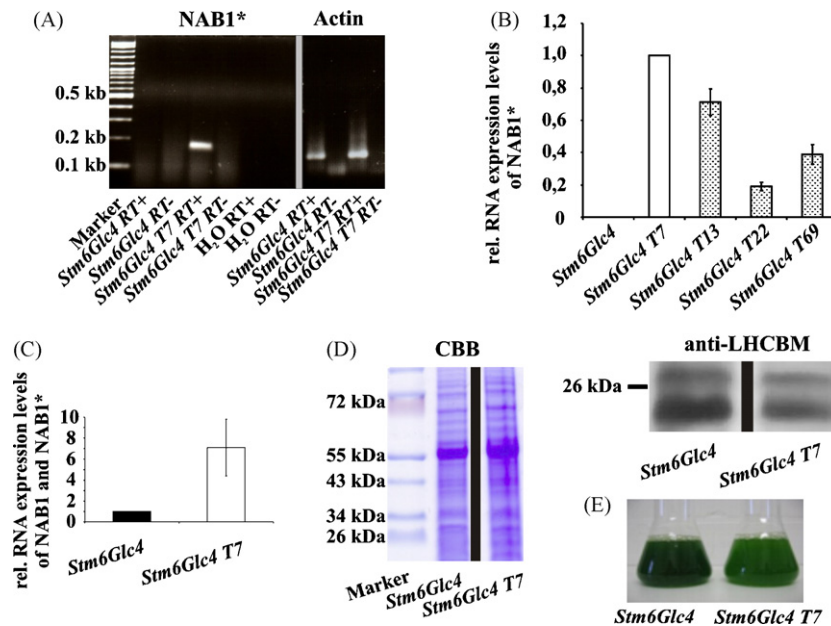 (A)
NAB1*
Actin
0.5 kb
0.2 kb
0.1 kb
Marker
Stm6Glc4 RT+
Stm6Glc4 RT-
Stm6Glc4 T7 RT+
Stm6Glc4 T7 RT-
H2O RT+
H2O RT-
Stm6Glc4 RT+
Stm6Glc4 RT-
Stm6Glc4 T7 RT+
Stm6Glc4 T7 RT-
(B)
rel. RNA expression levels
of NAB1*
1,2
1
0,8
0,6
0,4
0,2
0
Stm6Glc4
Stm6Glc4 T7
Stm6Glc4 T13
Stm6Glc4 T22
Stm6Glc4 T69
(C)
rel. RNA expression levels
of NAB1 and NAB1*
10
8
6
4
2
0
Stm6Glc4
Stm6Glc4 T7
(D)
CBB
72 kDa
55 kDa
43 kDa
34 kDa
26 kDa
Marker
Stm6Glc4
Stm6Glc4 T7
anti-LHCBM
26 kDa
Stm6Glc4
Stm6Glc4 T7
(E)
Stm6Glc4
Stm6Glc4 T7